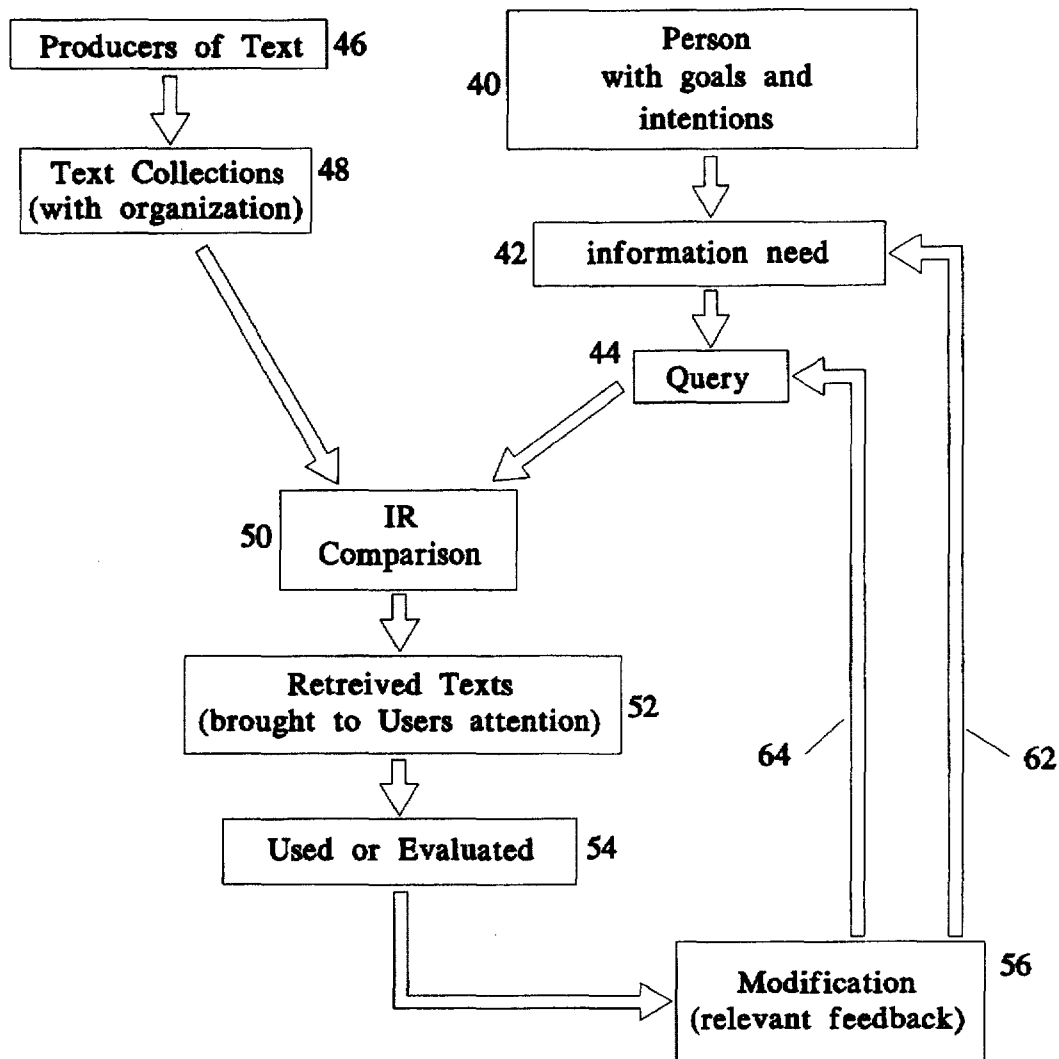 Producers of Text
46
Text Collections
(with organization)
48
40
Person
with goals and
intentions
42
information need
44
Query
50
IR
Comparison
Retreived Texts
(brought to Users attention)
52
Used or Evaluated
54
64
62
Modification
(relevant feedback)
56